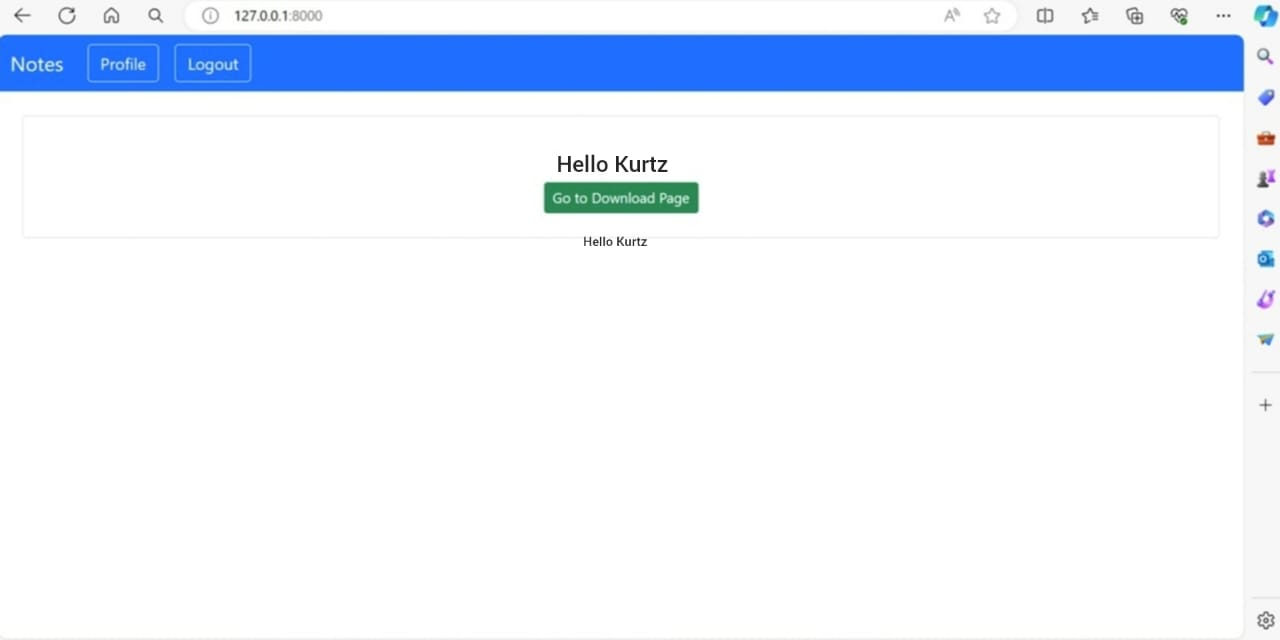 127.0.0.1:8000
Notes Profile Logout
Hello Kurtz
Go to Download Page
Hello Kurtz